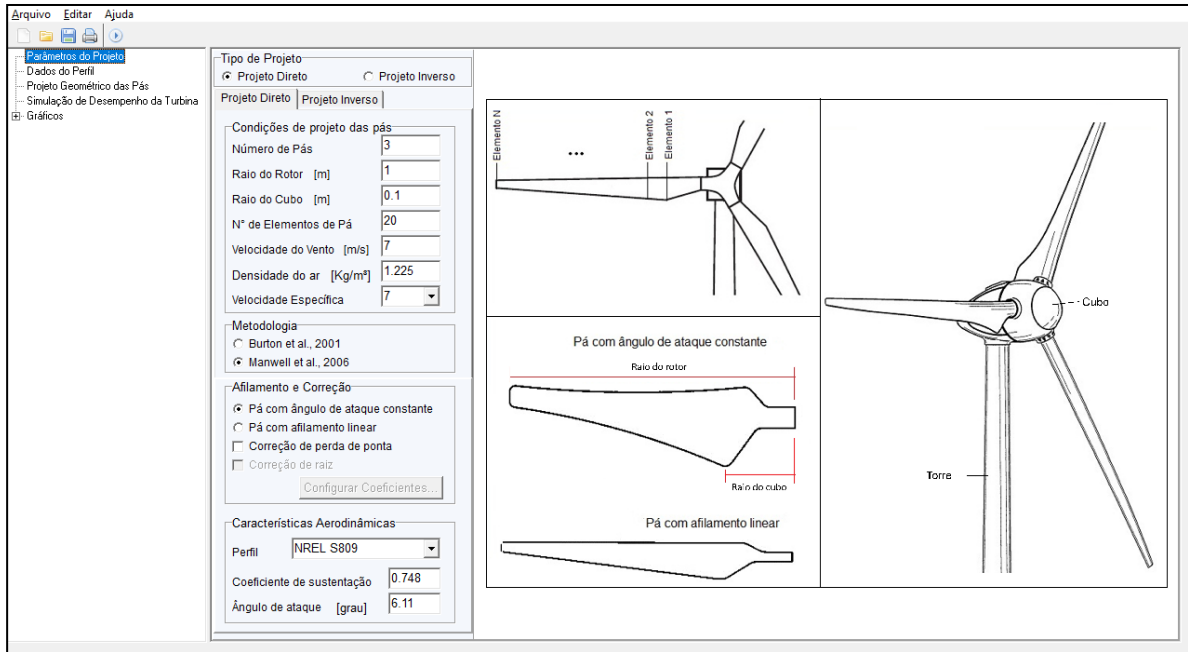 Arquivo Editar Ajuda
Parâmetros do Projeto
Dados do Perfil
Projeto Geométrico das Pás
Simulação de Desempenho da Turbina
Gráficos
Tipo de Projeto
Projeto Direto Projeto Inverso
Projeto Direto Projeto Inverso
Condições de projeto das pás
Número de Pás 3
Raio do Rotor [m] 1
Raio do Cubo [m] 0.1
N° de Elementos de Pá 20
Velocidade do Vento [m/s] 7
Densidade do ar [Kg/m³] 1.225
Velocidade Específica 7
Metodologia
Burton et al., 2001
Manwell et al., 2006
Afilamento e Correção
Pá com ângulo de ataque constante
Pá com afilamento linear
Correção de perda de ponta
Correção de raiz
Configurar Coeficientes...
Características Aerodinâmicas
Perfil NREL S809
Coeficiente de sustentação 0.748
Ângulo de ataque [grau] 6.11
Elemento N
...
Elemento 2
Elemento 1
Pá com ângulo de ataque constante
Raio do rotor
Raio do cubo
Pá com afilamento linear
Cubo
Torre